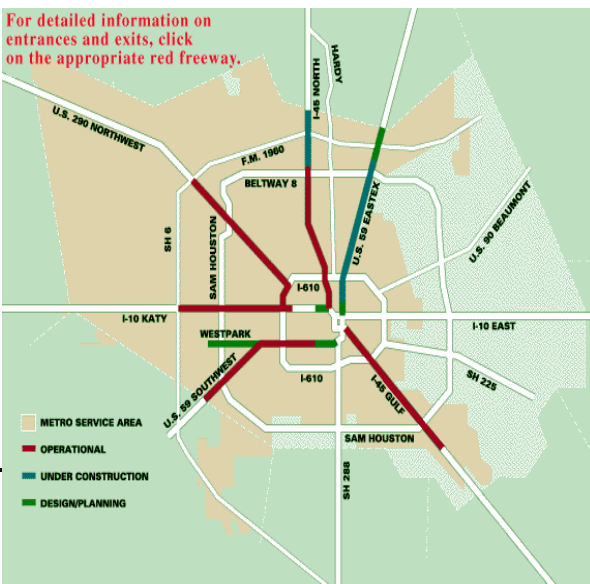 For detailed information on
entrances and exits, click
on the appropriate red freeway.
I-45 NORTH
HARDY
U.S. 290 NORTHWEST
F.M. 1960
BELTWAY 8
U.S. 59 EASTEX
U.S. 90 BEAUMONT
SH 6
SAM HOUSTON
I-610
I-10 KATY
I-10 EAST
WESTPARK
I-610
I-45 GULF
SH 225
U.S. 59 SOUTHWEST
SAM HOUSTON
SH 288
METRO SERVICE AREA
OPERATIONAL
UNDER CONSTRUCTION
DESIGN/PLANNING